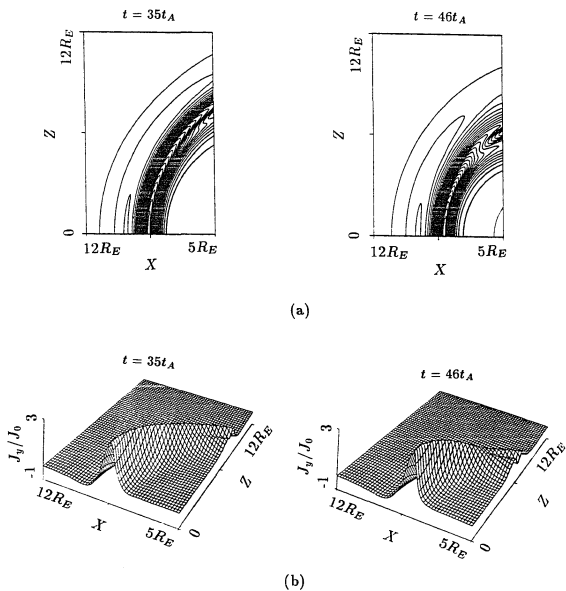 t = 35t_A
t = 46t_A
12R_E
Z
0
12R_E
5R_E
X
12R_E
Z
0
12R_E
5R_E
X
(a)
t = 35t_A
t = 46t_A
J_y/J_0
3
-1
12R_E
X
5R_E
0
Z
12R_E
J_y/J_0
3
-1
12R_E
X
5R_E
0
Z
12R_E
(b)